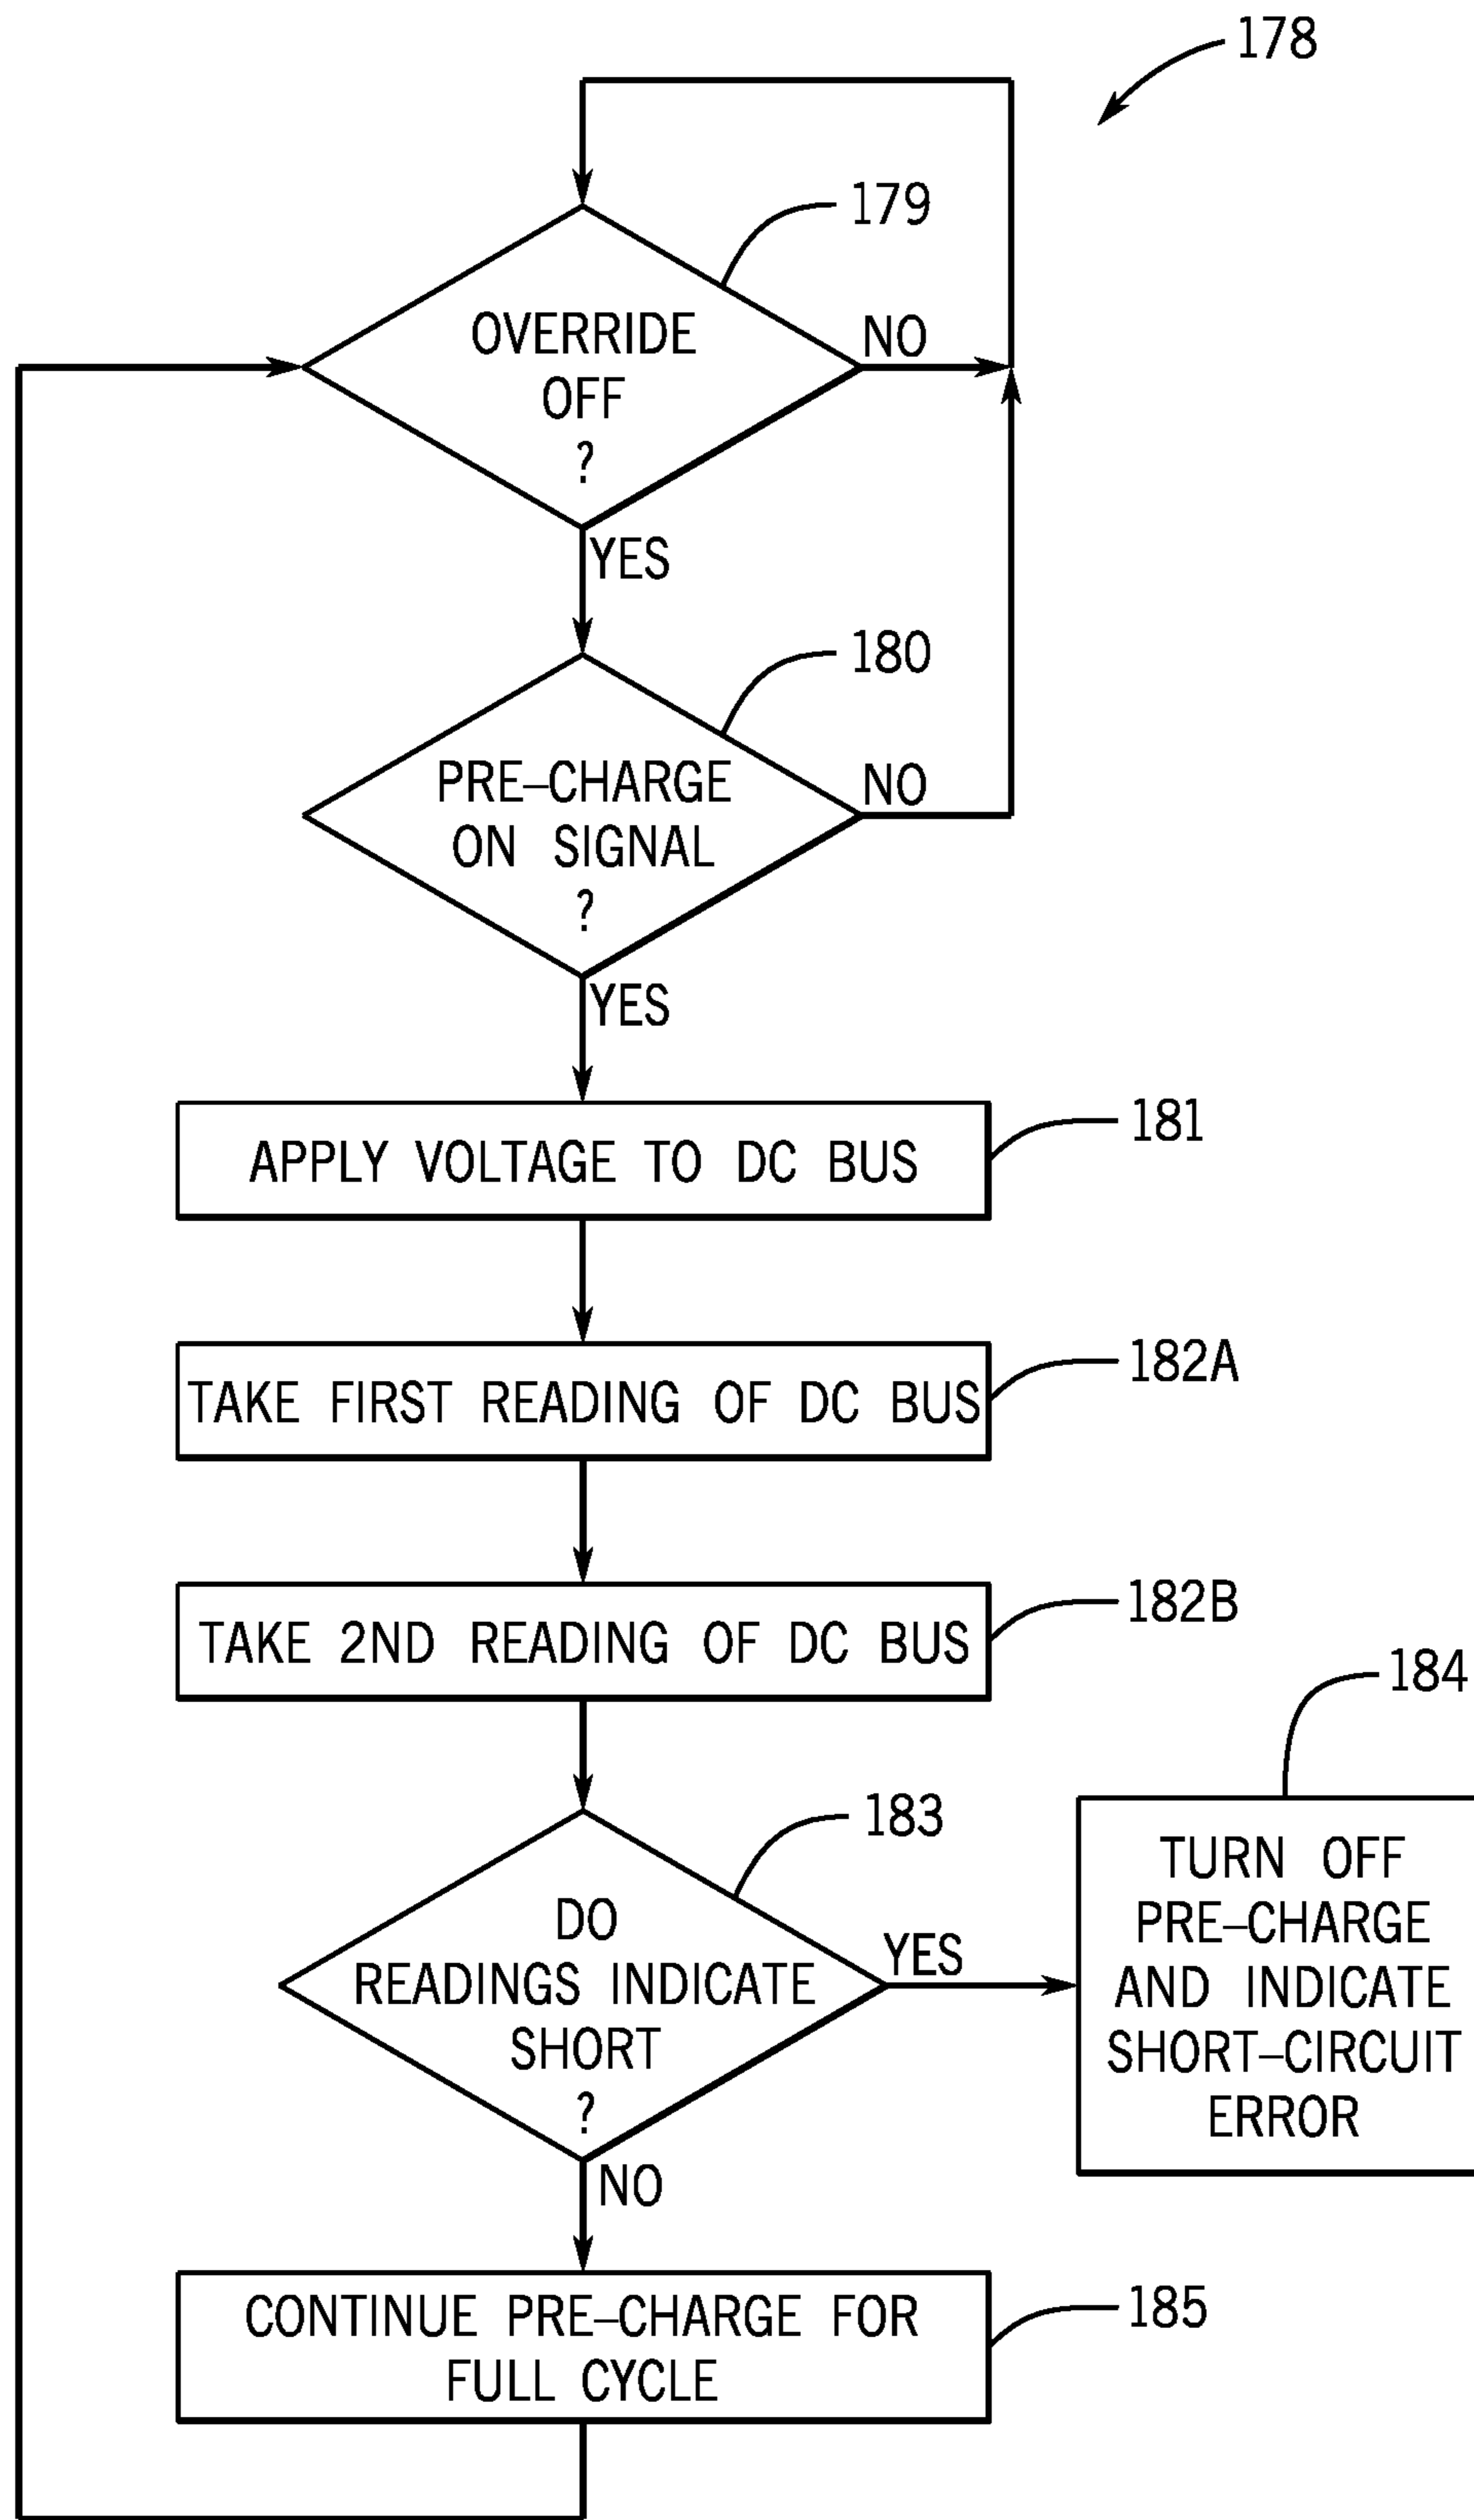 178
179
OVERRIDE
OFF
?
NO
YES
180
PRE-CHARGE
ON SIGNAL
?
NO
YES
181
APPLY VOLTAGE TO DC BUS
182A
TAKE FIRST READING OF DC BUS
182B
TAKE 2ND READING OF DC BUS
184
183
DO
READINGS INDICATE
SHORT
?
YES
NO
TURN OFF
PRE-CHARGE
AND INDICATE
SHORT-CIRCUIT
ERROR
185
CONTINUE PRE-CHARGE FOR
FULL CYCLE